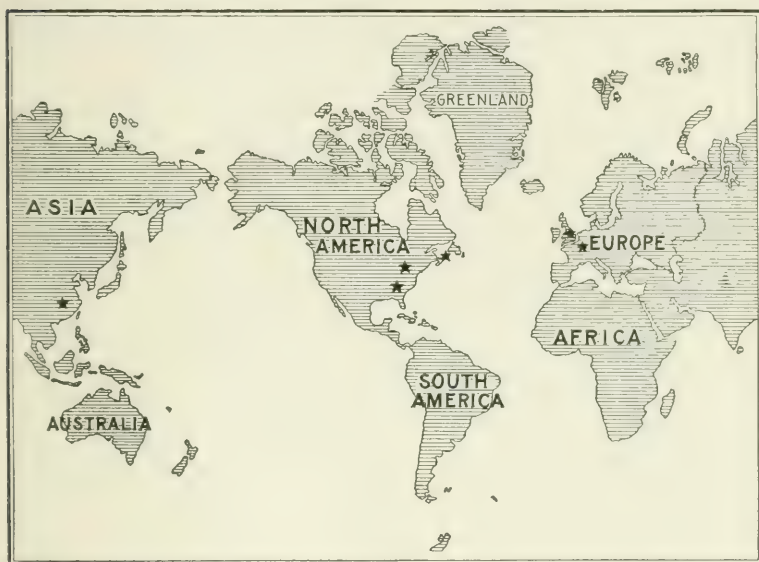 GREENLAND
ASIA
NORTH
AMERICA
EUROPE
AFRICA
SOUTH
AMERICA
AUSTRALIA